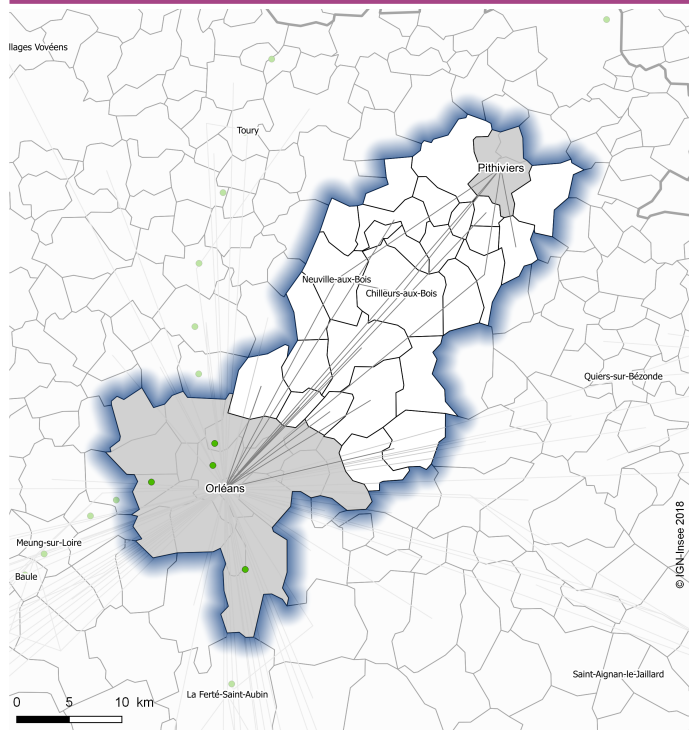 llages Vovéens
Toury
Pithiviers
Neuville-aux-Bois
Chilleurs-aux-Bois
Quiers-sur-Bézonde
Orléans
Meung-sur-Loire
Baule
Saint-Aignan-le-Jaillard
La Ferté-Saint-Aubin
0 5 10 km
© IGN-Insee 2018